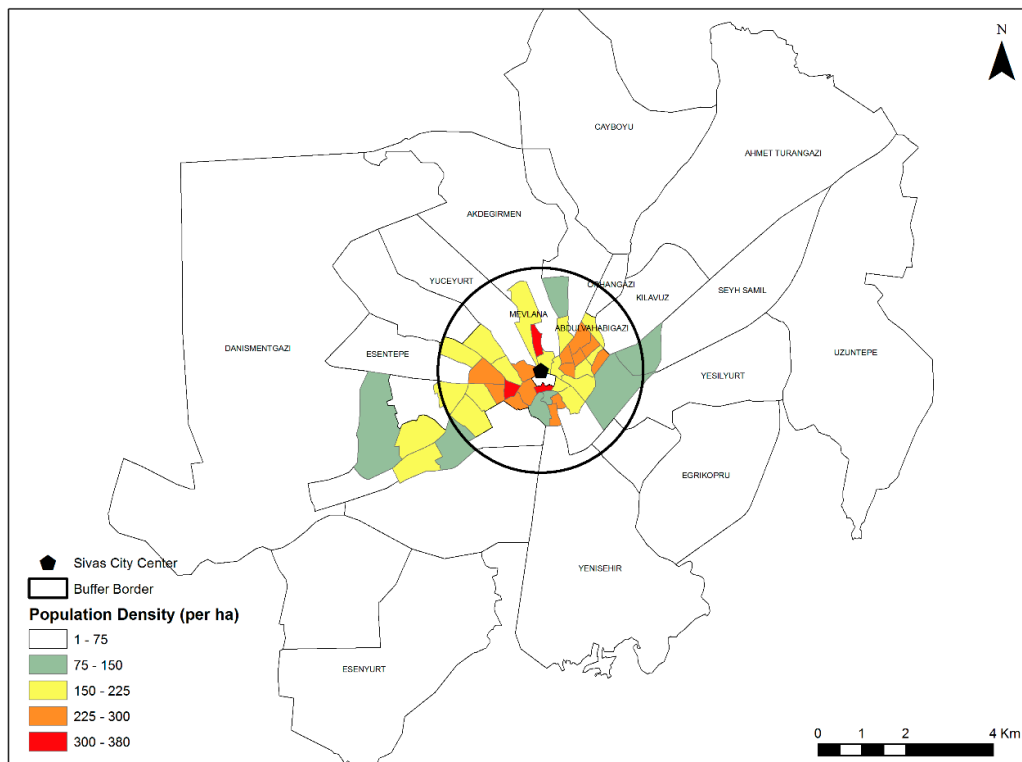 N
CAYBOYU
AHMET TURANGAZI
AKDEGIRMEN
YUCEYURT
ORHANGAZI
KILAVUZ
SEYH SAMIL
MEVLANA
ABDULVAHABIGAZI
DANISMENTGAZI
ESENTEPE
YESILYURT
UZUNTEPE
EGRIKOPRU
YENISEHIR
ESENYURT
Sivas City Center
Buffer Border
Population Density (per ha)
1 - 75
75 - 150
150 - 225
225 - 300
300 - 380
0 1 2 4 Km